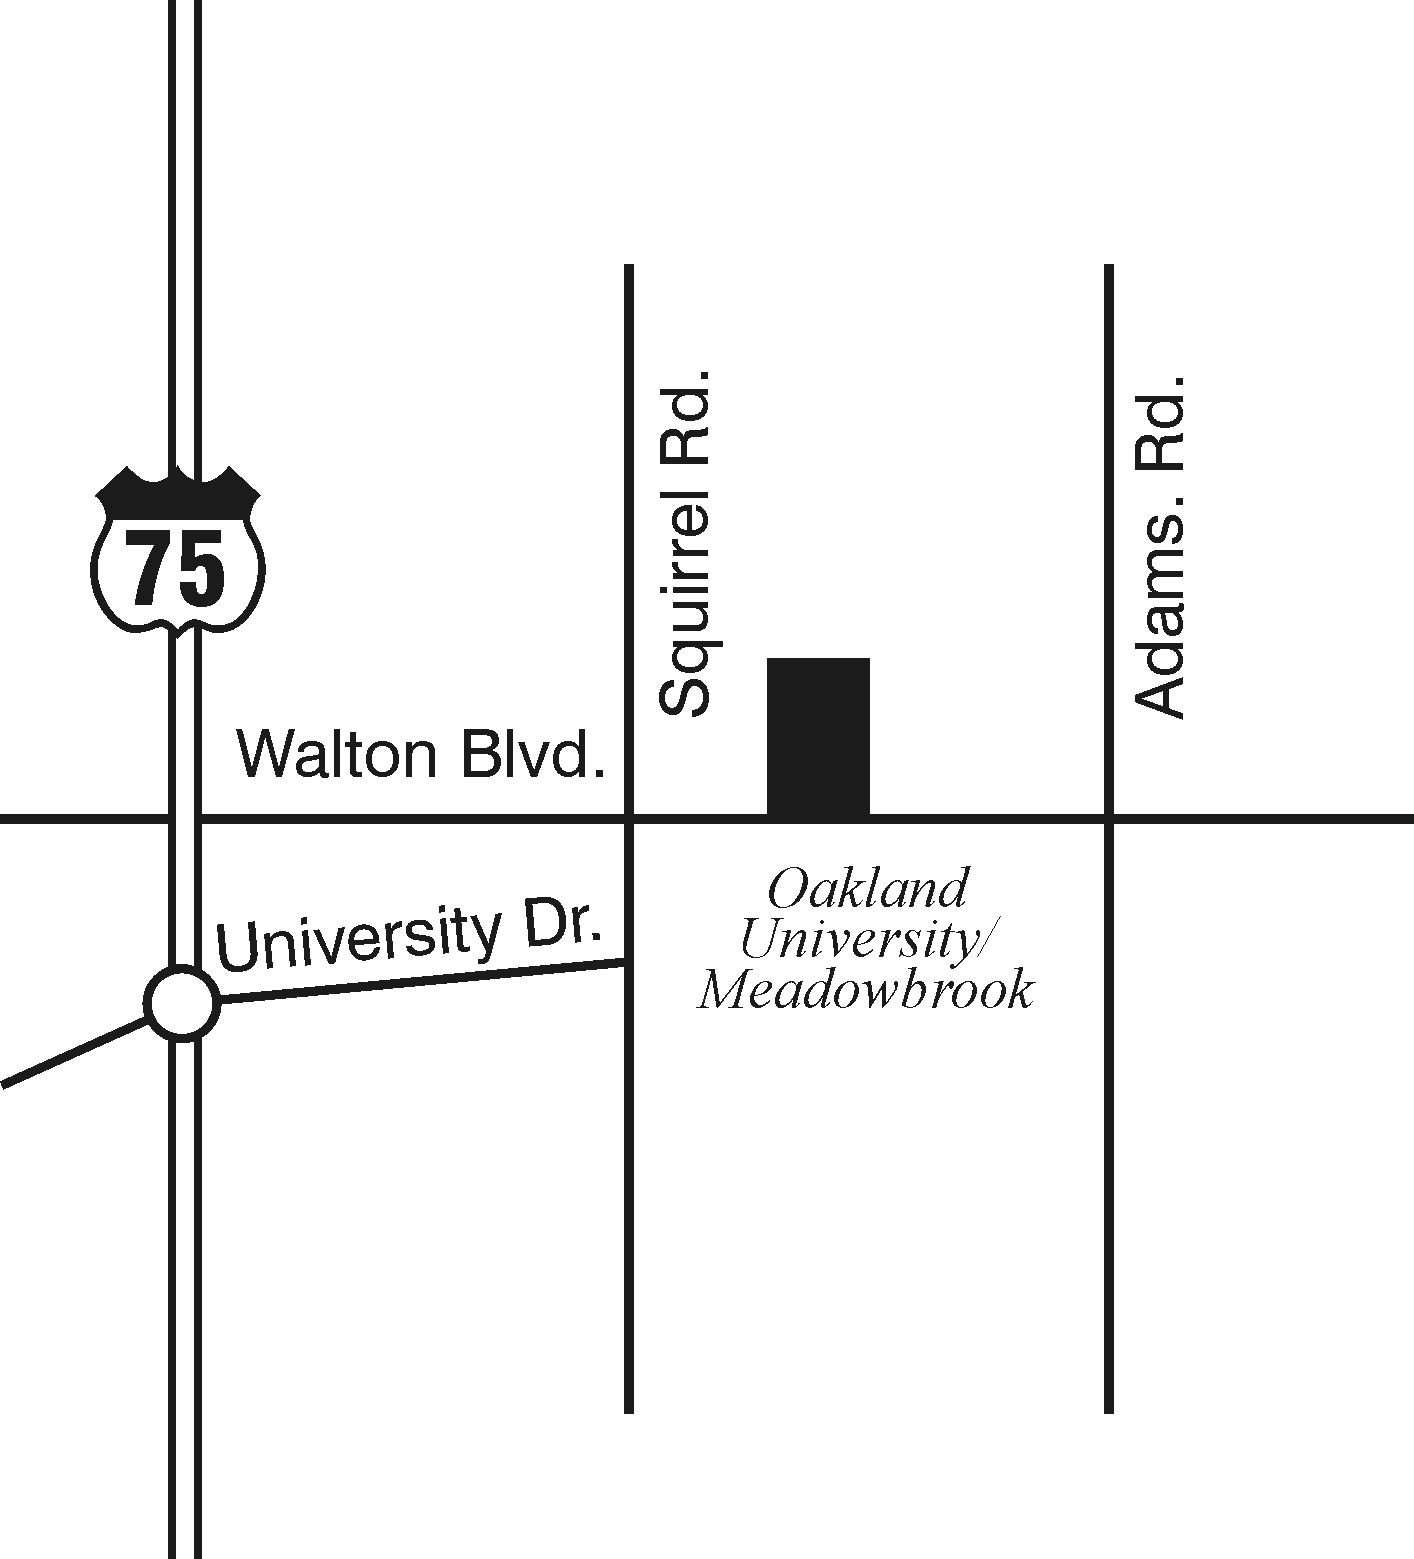 75
Squirrel Rd.
Adams. Rd.
Walton Blvd.
University Dr.
Oakland
University/
Meadowbrook